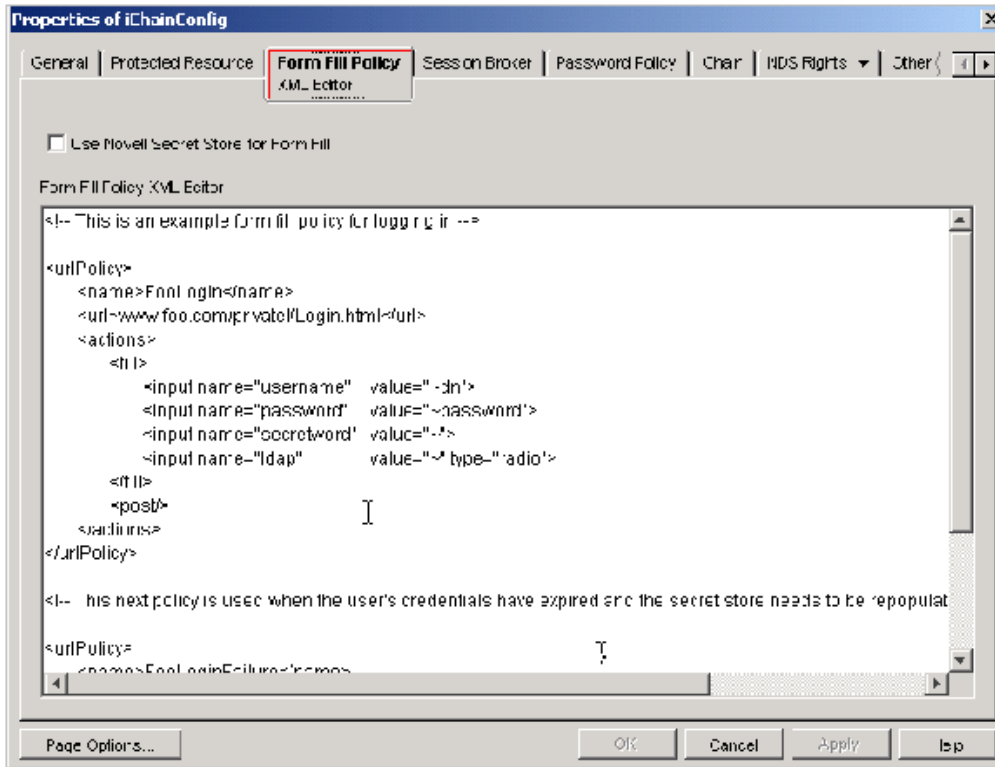 Properties of iChainConfig
General Protected Resource Form Fill Policy Session Broker Password Policy Chain NDS Rights Other
XML Editor
Use Novell Secret Store for Form Fill
Form Fill Policy XML Editor
<!-- This is an example form fill policy for logging in -->
<urlPolicy>
<name>FooLogin</name>
<url>www.foo.com/private/Login.html</url>
<actions>
<fill>
<input name="username" value="~dn">
<input name="password" value="~password">
<input name="secretword" value="~">
<input name="ldap" value="~" type="radio">
</fill>
<post/>
</actions>
</urlPolicy>
<!-- This next policy is used when the user's credentials have expired and the secret store needs to be repopulat
<urlPolicy>
<name>FooLoginFailure</name>
Page Options... OK Cancel Apply Help